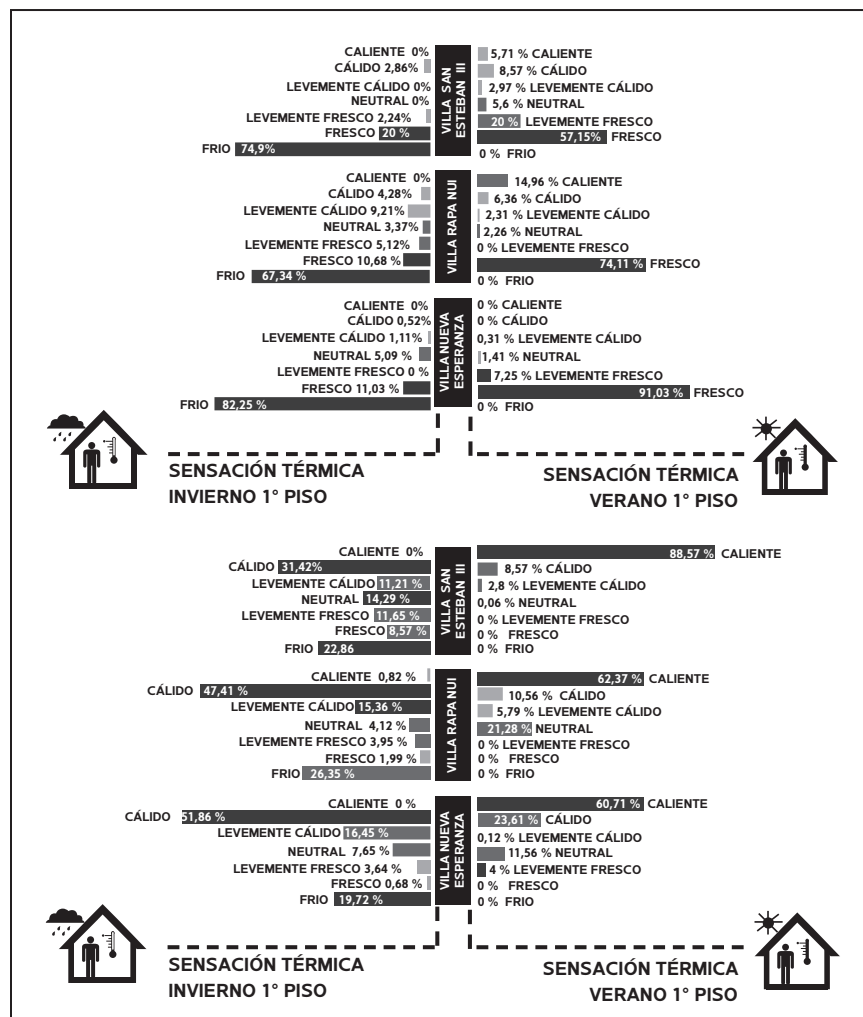 CALIENTE 0%
CÁLIDO 2,86%
LEVEMENTE CÁLIDO 0%
NEUTRAL 0%
LEVEMENTE FRESCO 2,24%
FRESCO 20 %
FRIO 74,9%
VILLA SAN
ESTEBAN III
5,71 % CALIENTE
8,57 % CÁLIDO
2,97 % LEVEMENTE CÁLIDO
5,6 % NEUTRAL
20 % LEVEMENTE FRESCO
57,15% FRESCO
0 % FRIO
CALIENTE 0%
CÁLIDO 4,28%
LEVEMENTE CÁLIDO 9,21%
NEUTRAL 3,37%
LEVEMENTE FRESCO 5,12%
FRESCO 10,68 %
FRIO 67,34 %
VILLA RAPA NUI
14,96 % CALIENTE
6,36 % CÁLIDO
2,31 % LEVEMENTE CÁLIDO
2,26 % NEUTRAL
0 % LEVEMENTE FRESCO
74,11 % FRESCO
0 % FRIO
CALIENTE 0%
CÁLIDO 0,52%
LEVEMENTE CÁLIDO 1,11%
NEUTRAL 5,09 %
LEVEMENTE FRESCO 0 %
FRESCO 11,03 %
FRIO 82,25 %
VILLA NUEVA
ESPERANZA
0 % CALIENTE
0 % CÁLIDO
0,31 % LEVEMENTE CÁLIDO
1,41 % NEUTRAL
7,25 % LEVEMENTE FRESCO
91,03 % FRESCO
0 % FRIO
SENSACIÓN TÉRMICA
INVIERNO 1° PISO
SENSACIÓN TÉRMICA
VERANO 1° PISO
CALIENTE 0%
CÁLIDO 31,42%
LEVEMENTE CÁLIDO 11,21 %
NEUTRAL 14,29 %
LEVEMENTE FRESCO 11,65 %
FRESCO 8,57 %
FRIO 22,86
VILLA SAN
ESTEBAN III
88,57 % CALIENTE
8,57 % CÁLIDO
2,8 % LEVEMENTE CÁLIDO
0,06 % NEUTRAL
0 % LEVEMENTE FRESCO
0 % FRESCO
0 % FRIO
CALIENTE 0,82 %
CÁLIDO 47,41 %
LEVEMENTE CÁLIDO 15,36 %
NEUTRAL 4,12 %
LEVEMENTE FRESCO 3,95 %
FRESCO 1,99 %
FRIO 26,35 %
VILLA RAPA NUI
62,37 % CALIENTE
10,56 % CÁLIDO
5,79 % LEVEMENTE CÁLIDO
21,28 % NEUTRAL
0 % LEVEMENTE FRESCO
0 % FRESCO
0 % FRIO
CALIENTE 0 %
CÁLIDO 51,86 %
LEVEMENTE CÁLIDO 16,45 %
NEUTRAL 7,65 %
LEVEMENTE FRESCO 3,64 %
FRESCO 0,68 %
FRIO 19,72 %
VILLA NUEVA
ESPERANZA
60,71 % CALIENTE
23,61 % CÁLIDO
0,12 % LEVEMENTE CÁLIDO
11,56 % NEUTRAL
4 % LEVEMENTE FRESCO
0 % FRESCO
0 % FRIO
SENSACIÓN TÉRMICA
INVIERNO 1° PISO
SENSACIÓN TÉRMICA
VERANO 1° PISO